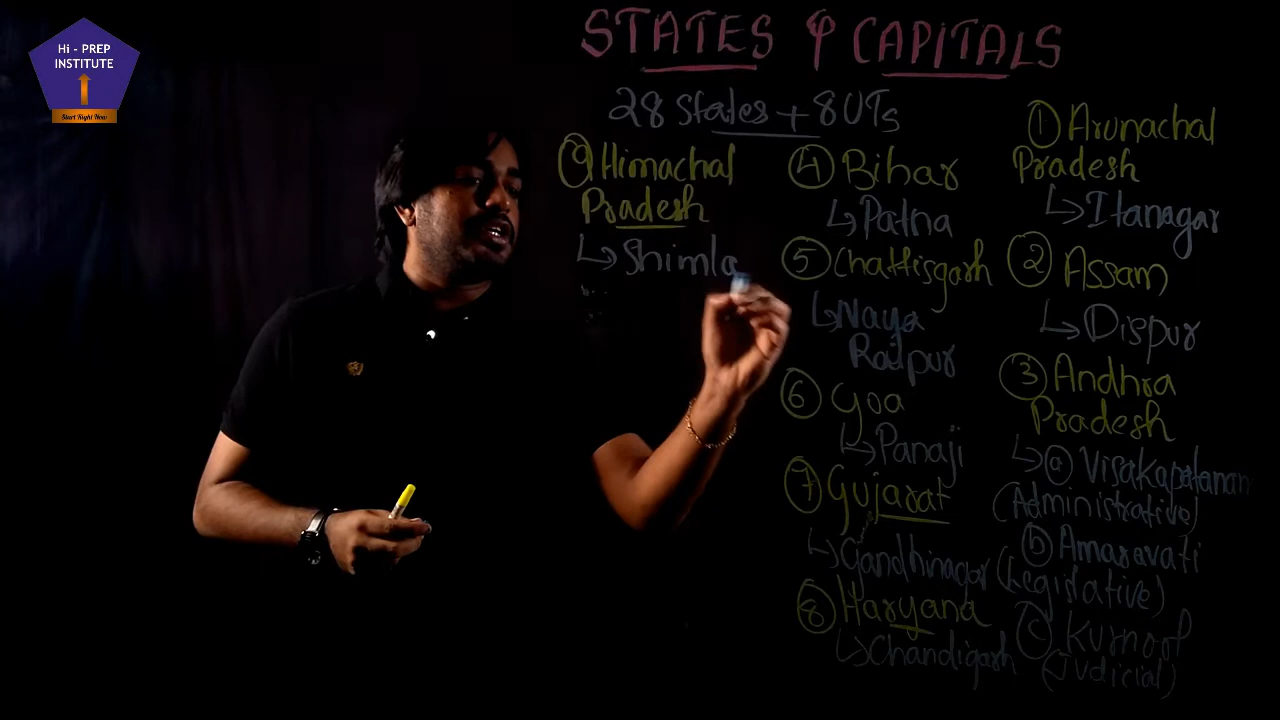 Hi - PREP
INSTITUTE
Start Right Now
STATES & CAPITALS
28 States + 8 UTs
① Arunachal
Pradesh
↳ Itanagar
② Assam
↳ Dispur
③ Andhra
Pradesh
↳ ⓐ Visakapatanam
(Administrative)
ⓑ Amaravati
(Legislative)
ⓒ Kurnool
(Judicial)
④ Bihar
↳ Patna
⑤ Chattisgarh
↳ Naya
Raipur
⑥ Goa
↳ Panaji
⑦ Gujarat
↳ Gandhinagar
⑧ Haryana
↳ Chandigarh
⑨ Himachal
Pradesh
↳ Shimla